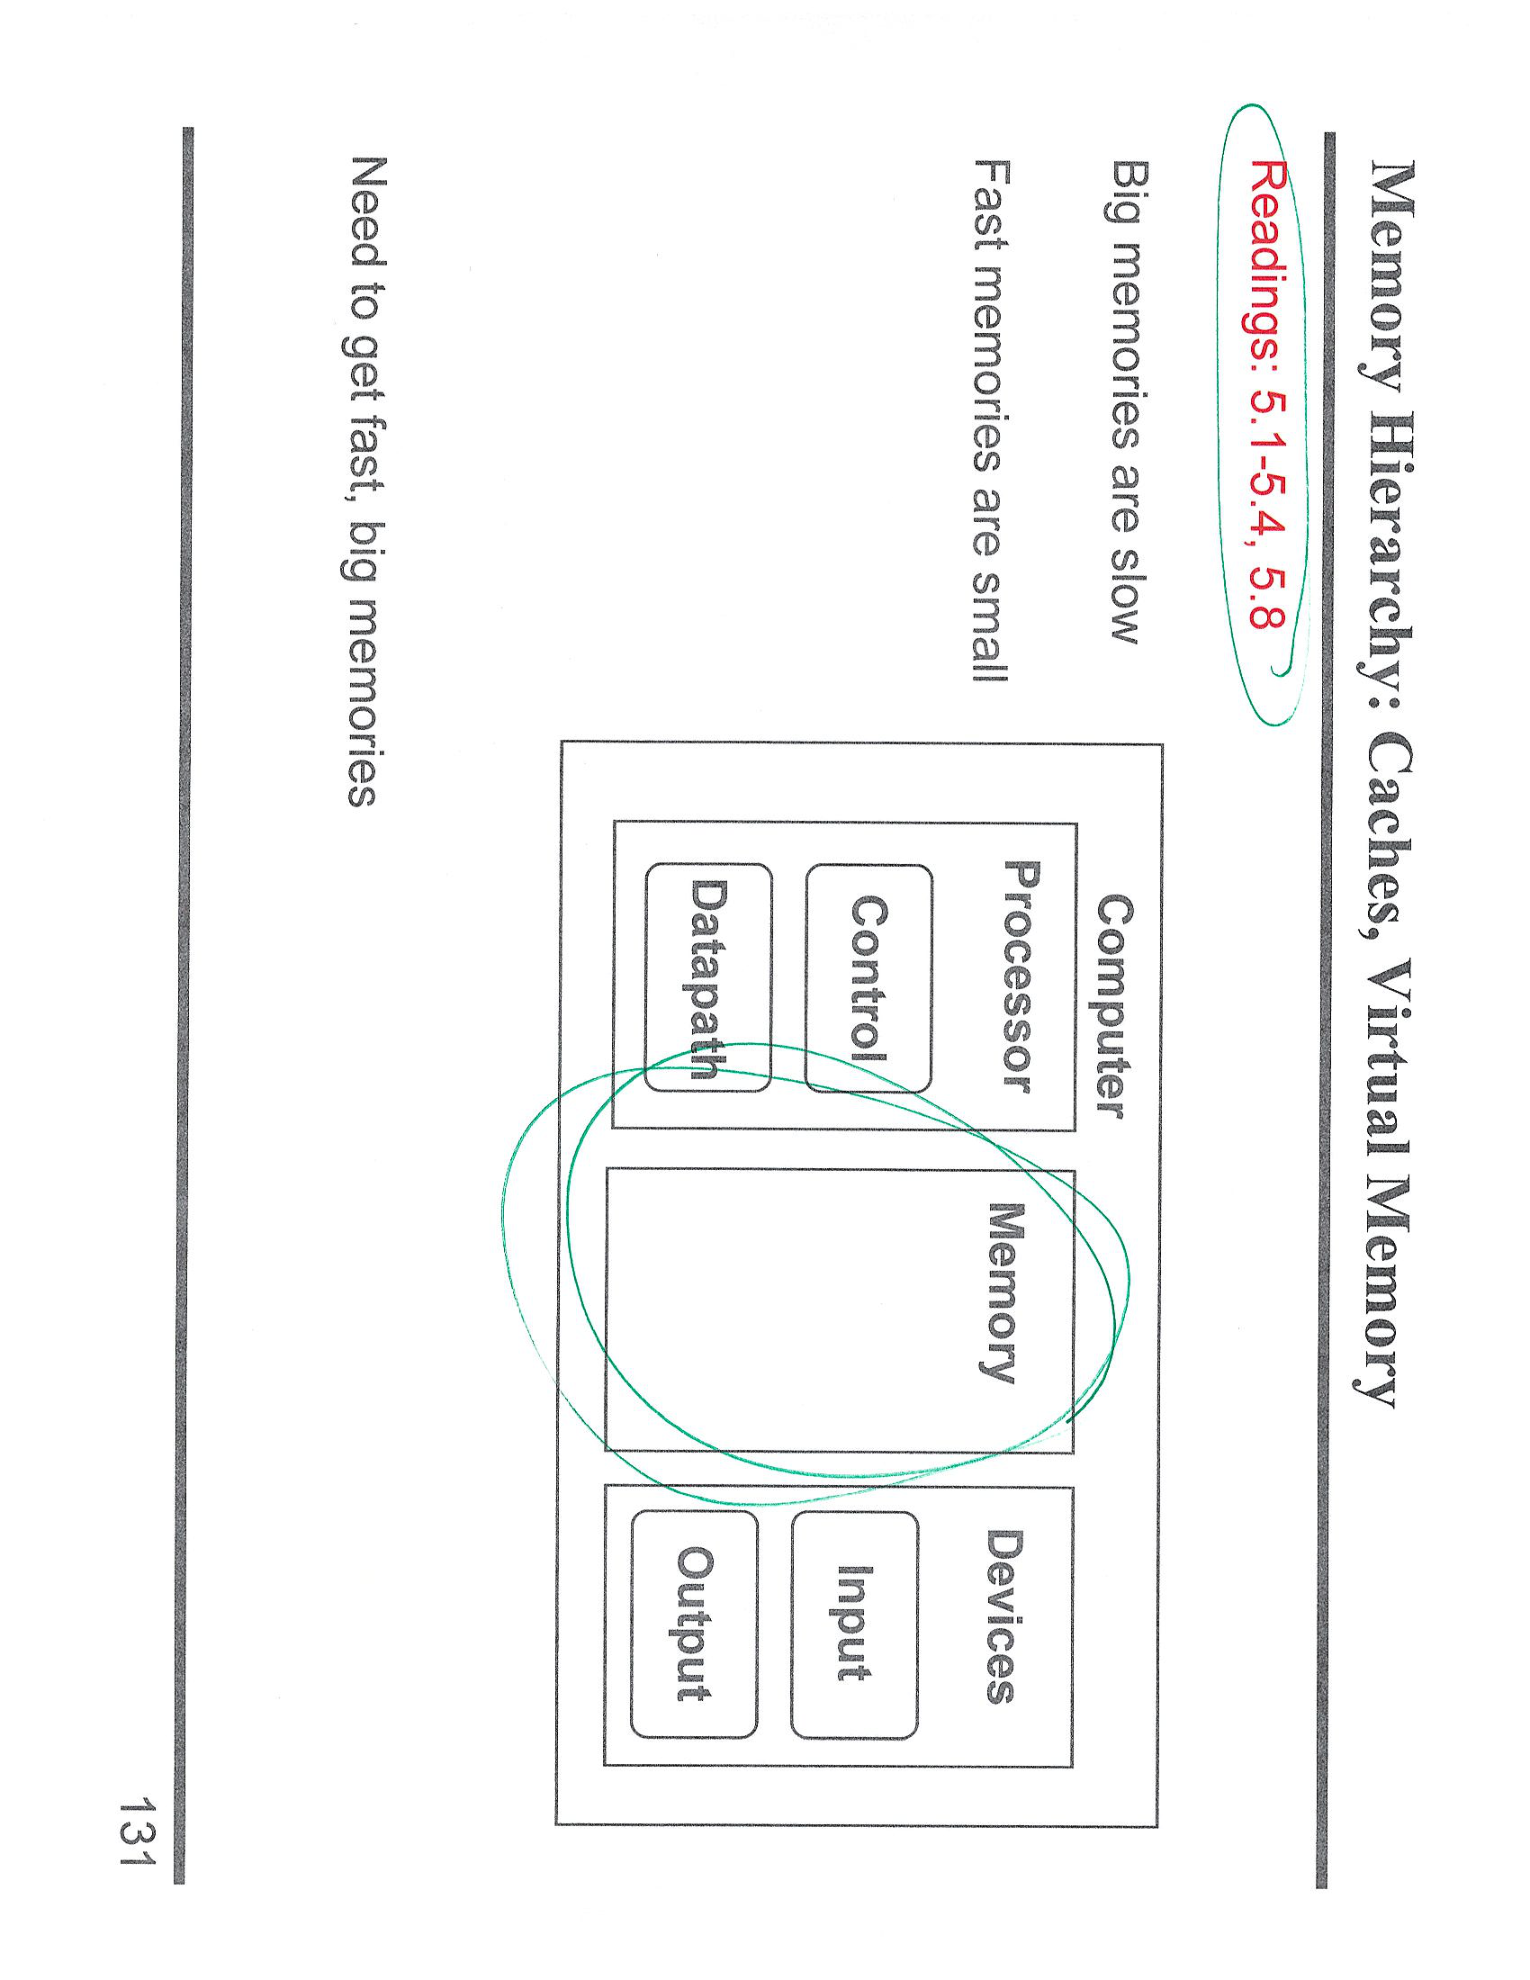 Memory Hierarchy: Caches, Virtual Memory
Readings: 5.1-5.4, 5.8
Big memories are slow
Fast memories are small
Computer
Processor
Control
Datapath
Memory
Devices
Input
Output
Need to get fast, big memories
131